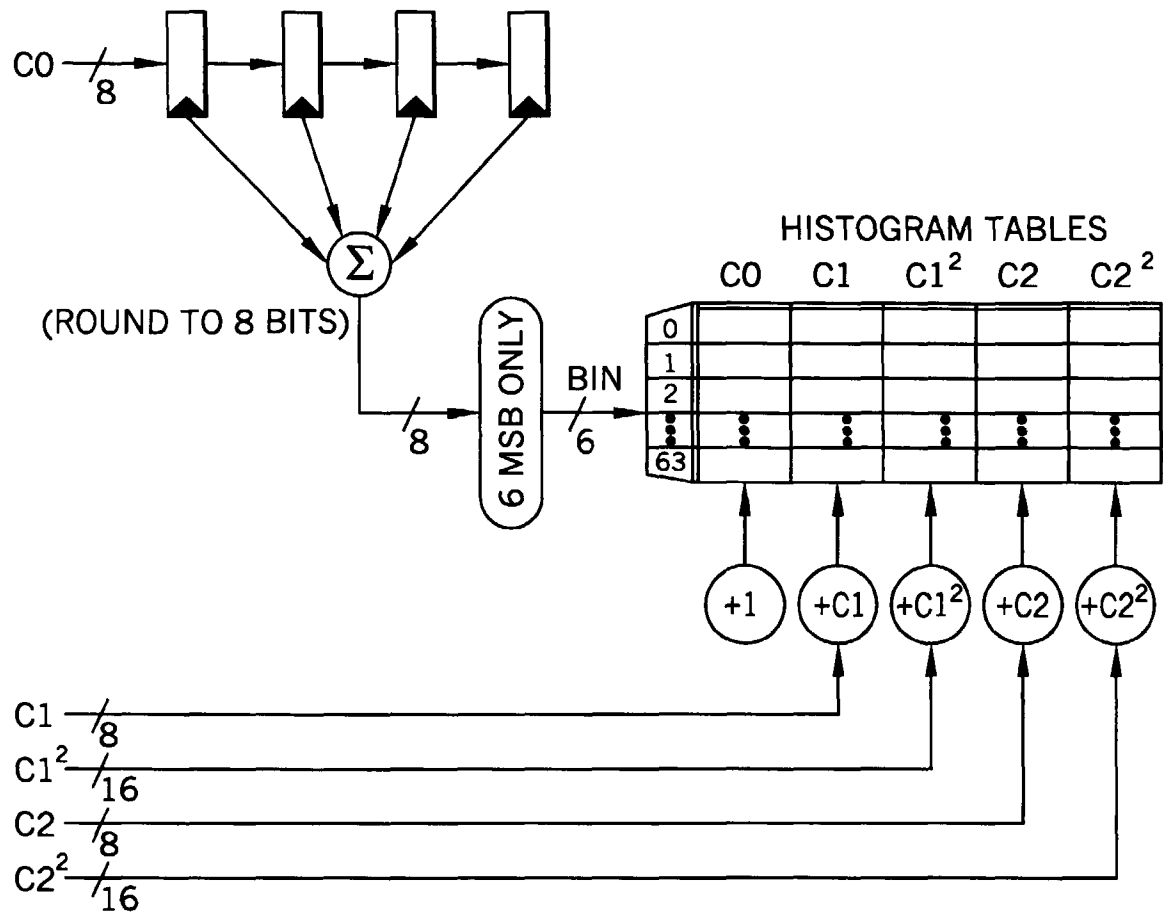 C0
8
Σ
(ROUND TO 8 BITS)
8
6 MSB ONLY
BIN
6
HISTOGRAM TABLES
C0 C1 C1² C2 C2²
0
1
2
63
+1 +C1 +C1² +C2 +C2²
C1
8
C1²
16
C2
8
C2²
16